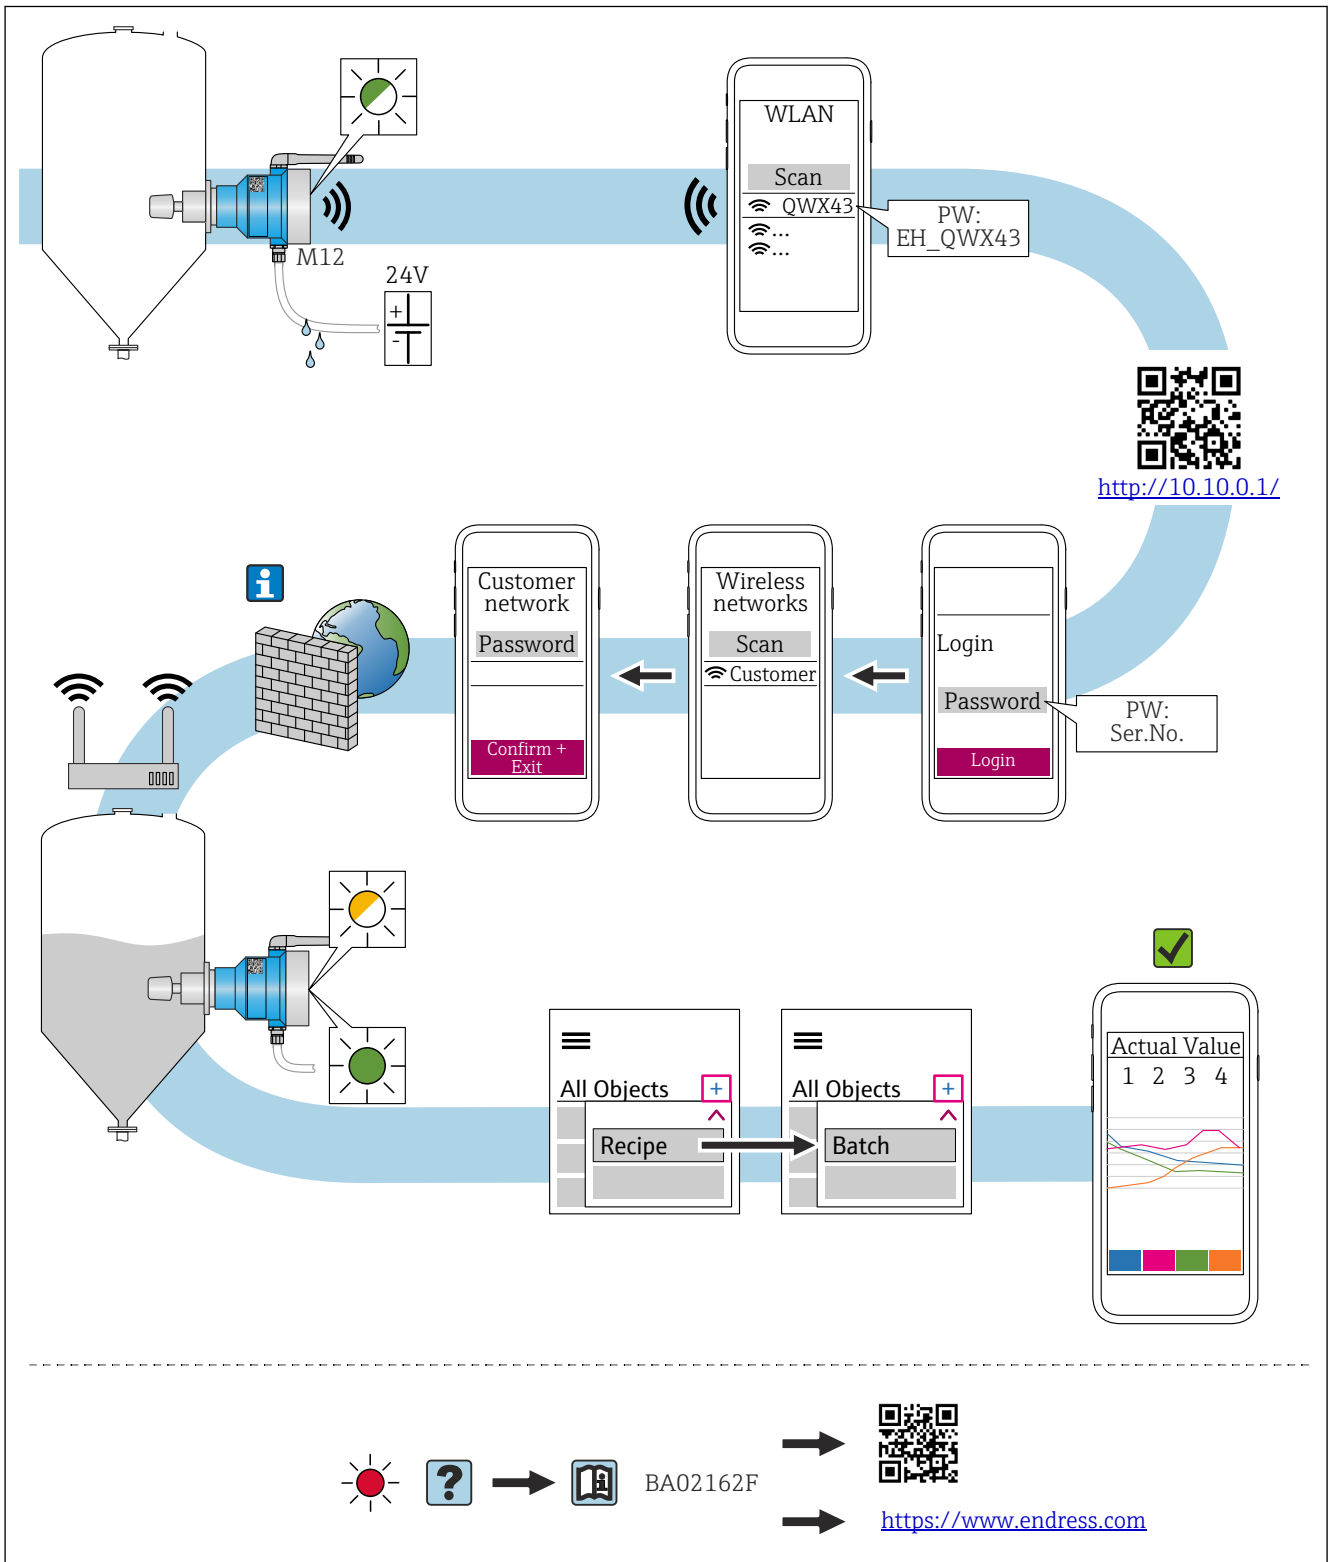 WLAN
Scan
QWX43
...
...
PW:
EH_QWX43
M12
24V
+
-
http://10.10.0.1/
Customer
network
Password
Confirm +
Exit
Wireless
networks
Scan
Customer
Login
Password
Login
PW:
Ser.No.
All Objects +
Recipe
All Objects +
Batch
Actual Value
1 2 3 4
?
BA02162F
https://www.endress.com